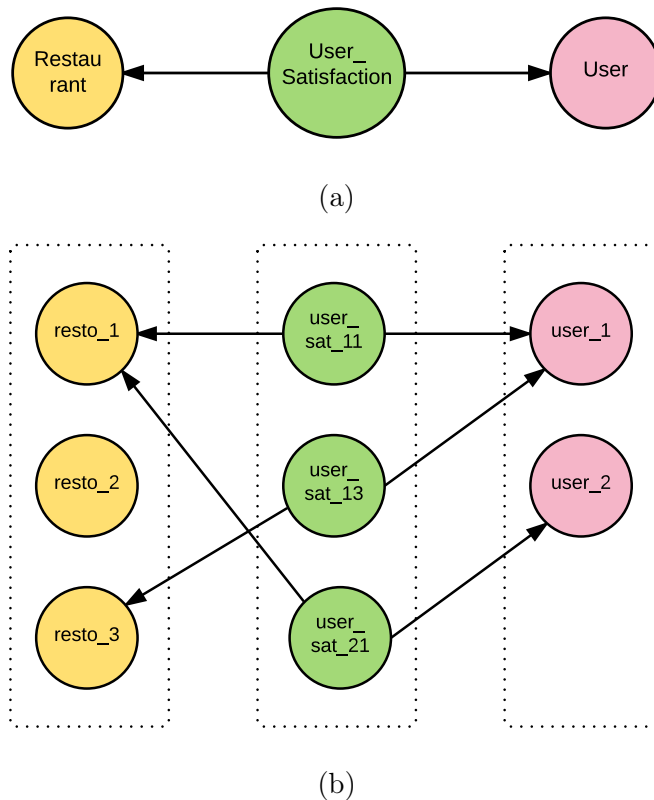 Restau
rant
User_
Satisfaction
User
(a)
resto_1
user_
sat_11
user_1
resto_2
user_
sat_13
user_2
resto_3
user_
sat_21
(b)